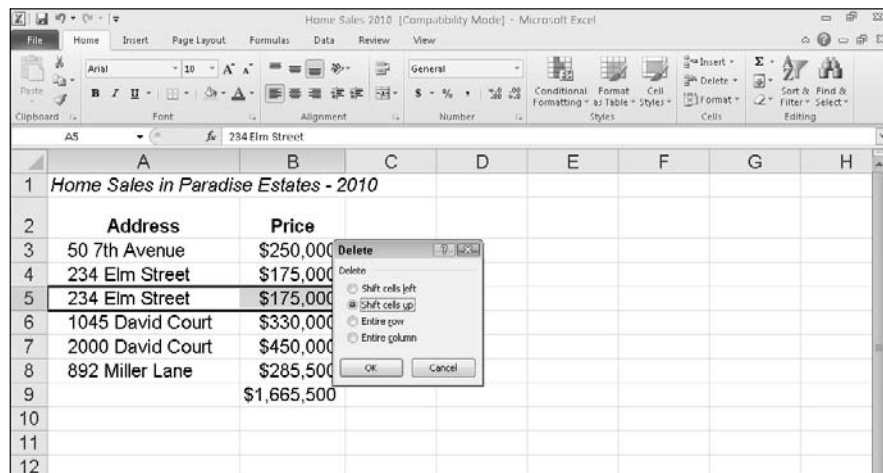 Home Sales 2010 [Compatibility Mode] - Microsoft Excel
File Home Insert Page Layout Formulas Data Review View
Paste
Arial 10 A A
B I U A
General
$ % ,
Conditional Formatting Format as Table Cell Styles
Insert
Delete
Format
Σ
Sort & Filter Find & Select
Clipboard Font Alignment Number Styles Cells Editing
A5 fx 234 Elm Street
A B C D E F G H
1 Home Sales in Paradise Estates - 2010
2 Address Price
3 50 7th Avenue $250,000
4 234 Elm Street $175,000
5 234 Elm Street $175,000
6 1045 David Court $330,000
7 2000 David Court $450,000
8 892 Miller Lane $285,500
9 $1,665,500
10
11
12
Delete
Delete
Shift cells left
Shift cells up
Entire row
Entire column
OK Cancel